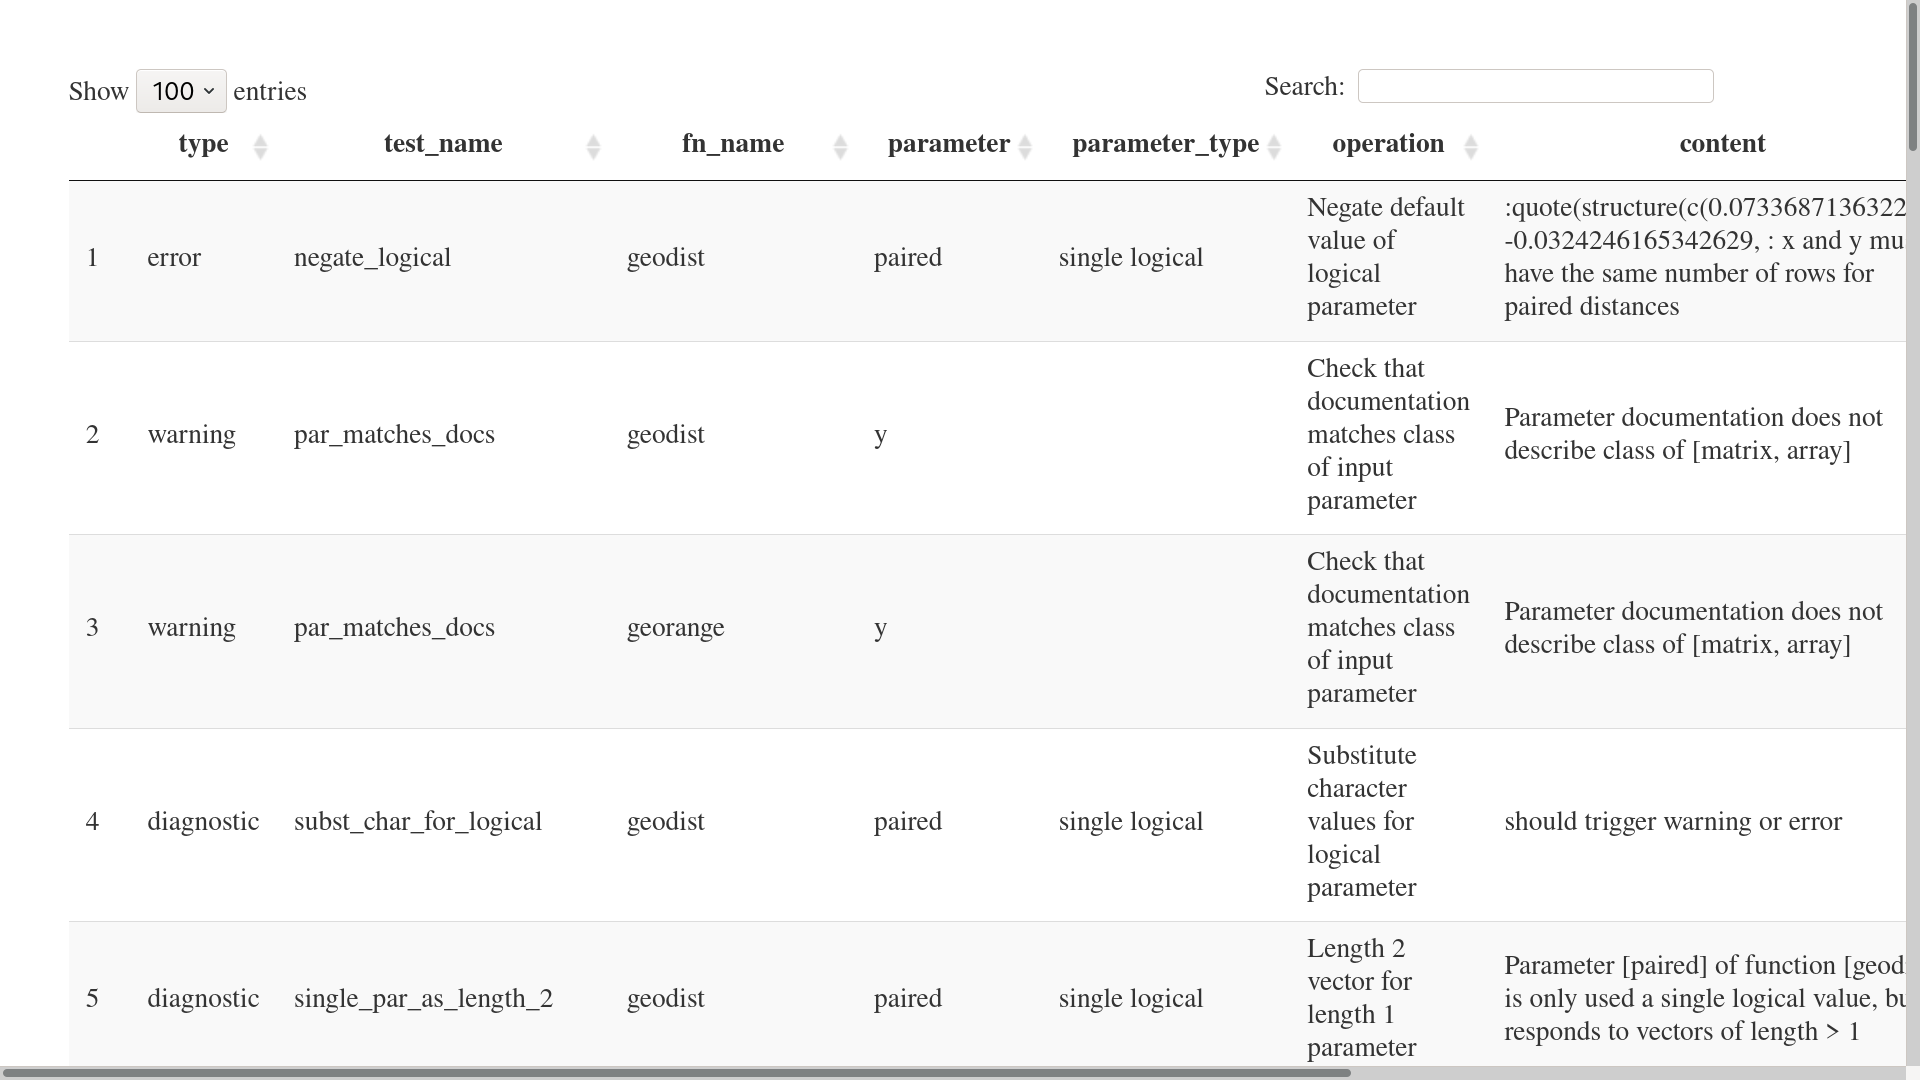 Show 100 entries
Search:
type test_name fn_name parameter parameter_type operation content
1 error negate_logical geodist paired single logical
Negate default
value of
logical
parameter
:quote(structure(c(0.0733687136322
-0.0324246165342629, : x and y mu
have the same number of rows for
paired distances
2 warning par_matches_docs geodist y
Check that
documentation
matches class
of input
parameter
Parameter documentation does not
describe class of [matrix, array]
3 warning par_matches_docs georange y
Check that
documentation
matches class
of input
parameter
Parameter documentation does not
describe class of [matrix, array]
4 diagnostic subst_char_for_logical geodist paired single logical
Substitute
character
values for
logical
parameter
should trigger warning or error
5 diagnostic single_par_as_length_2 geodist paired single logical
Length 2
vector for
length 1
parameter
Parameter [paired] of function [geod
is only used a single logical value, bu
responds to vectors of length > 1